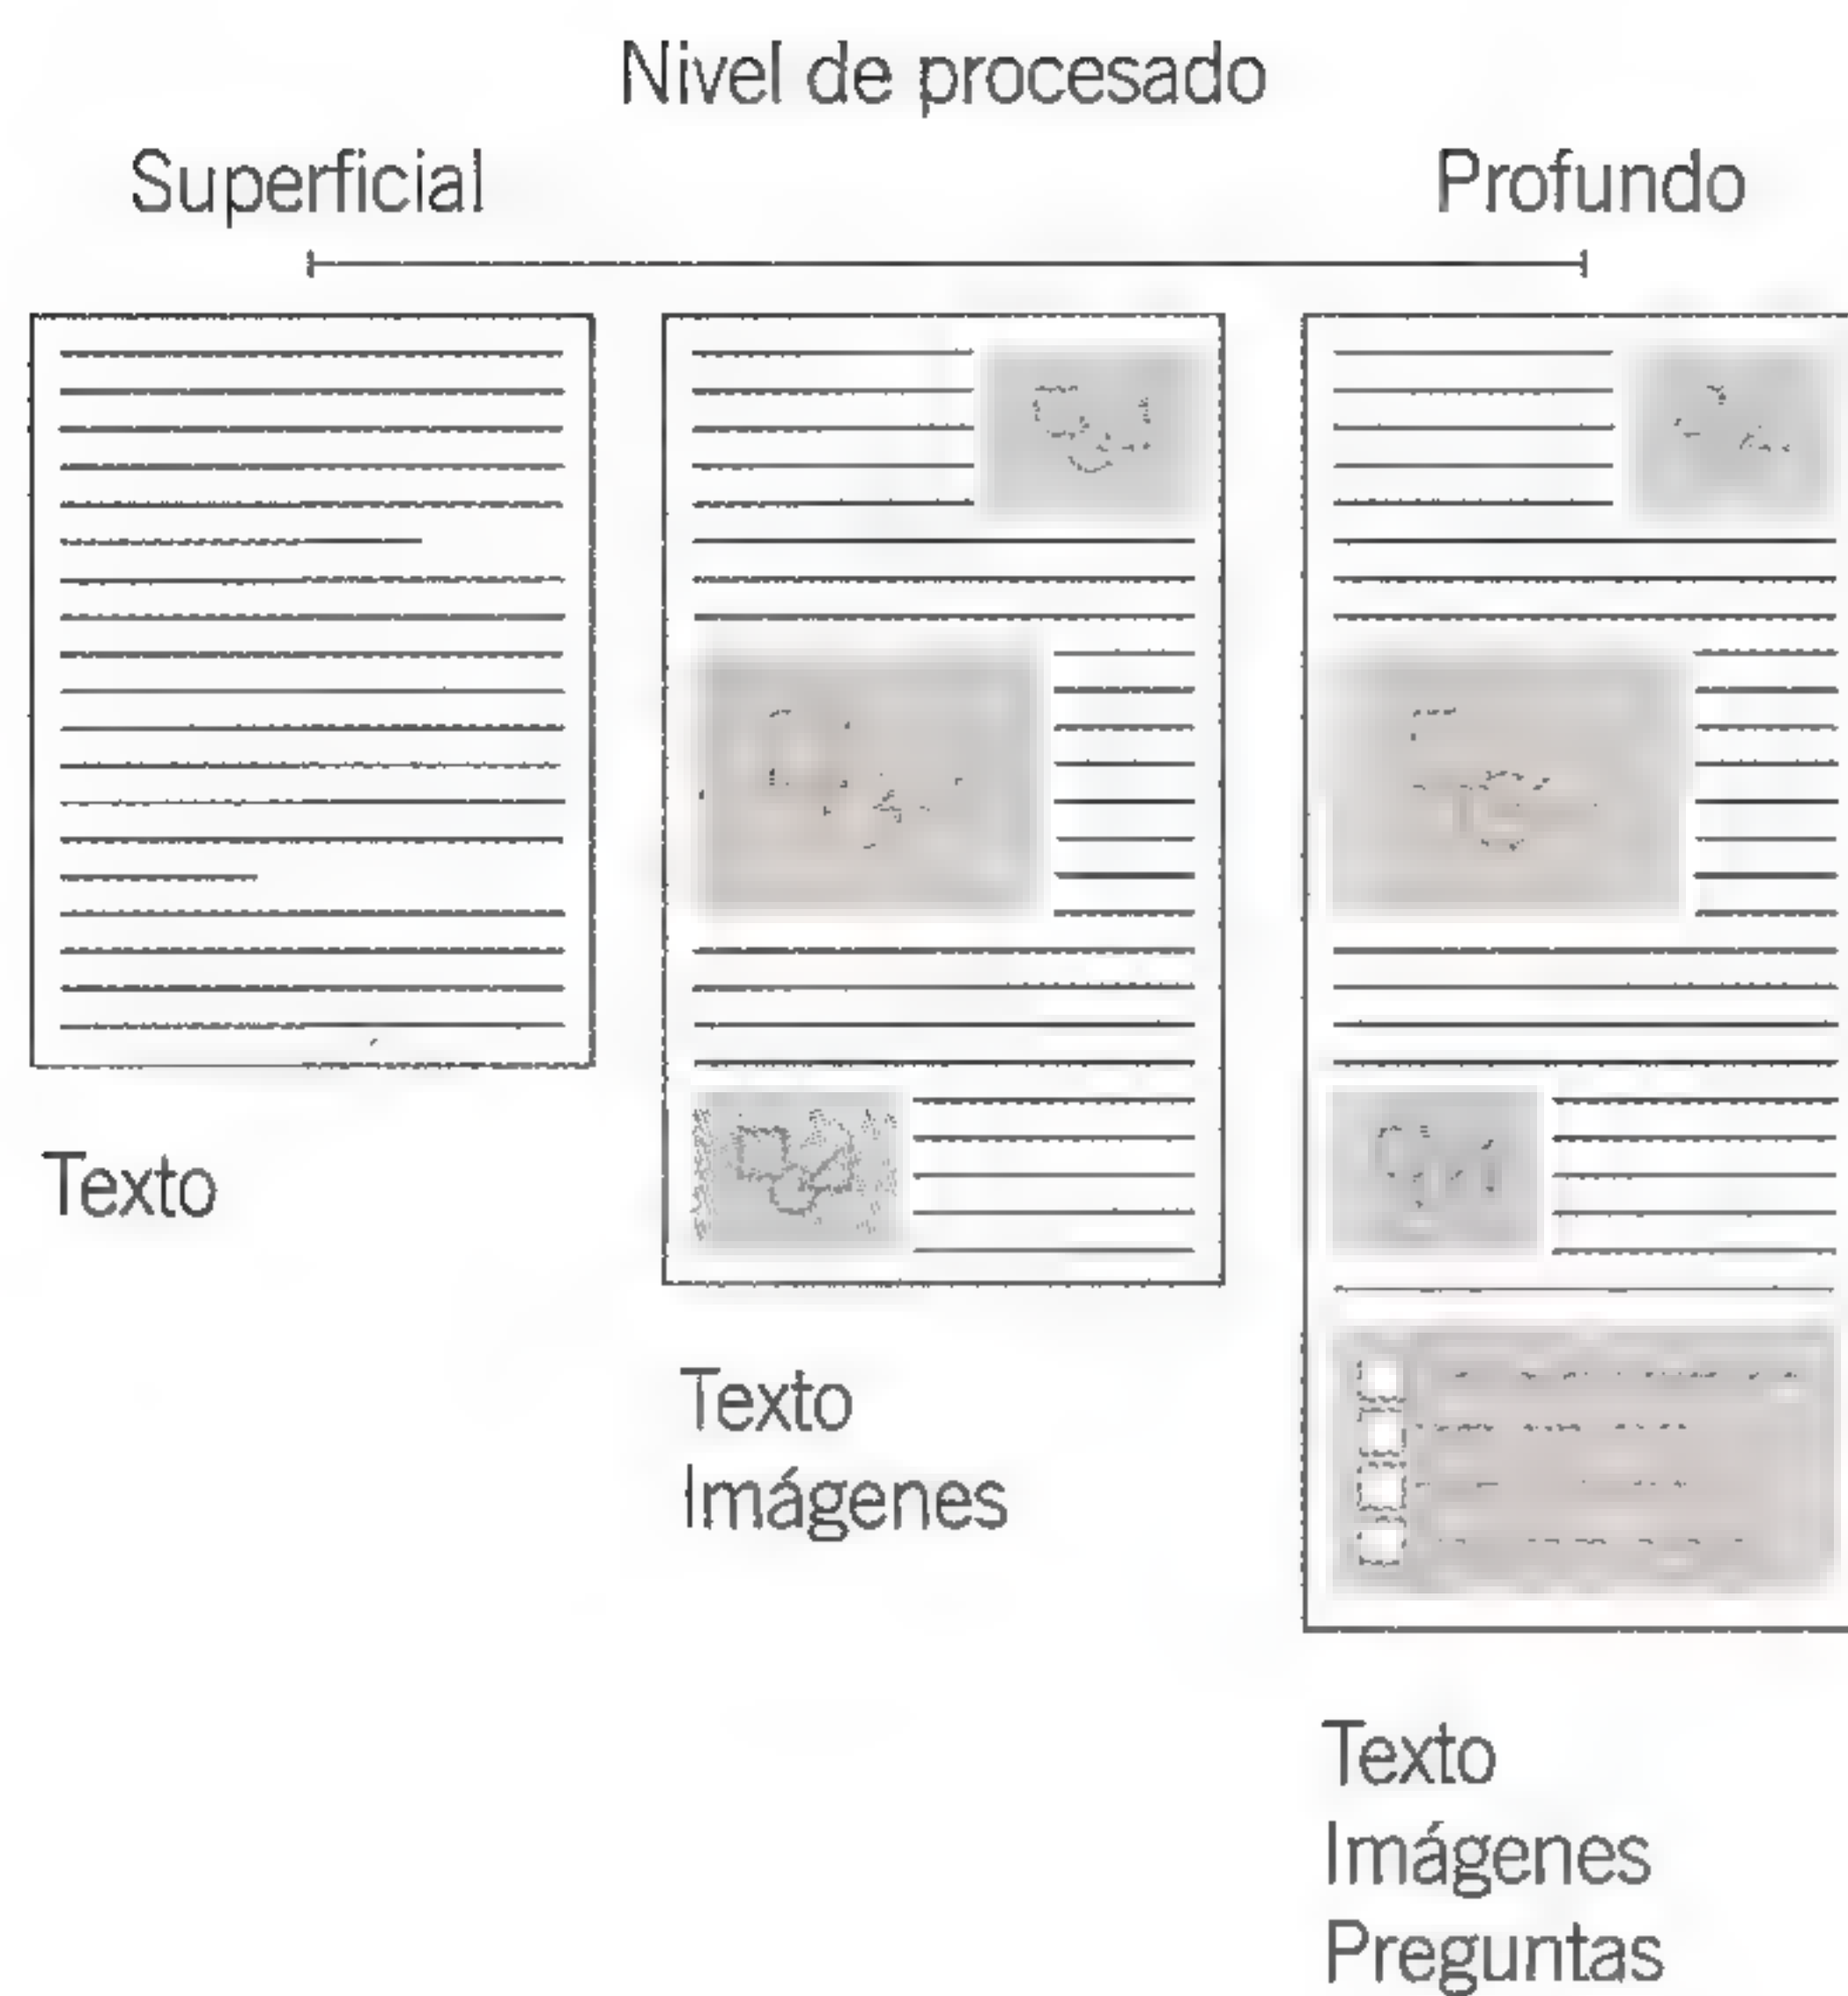 Nivel de procesado
Superficial
Profundo
Texto
Texto
Imágenes
Texto
Imágenes
Preguntas